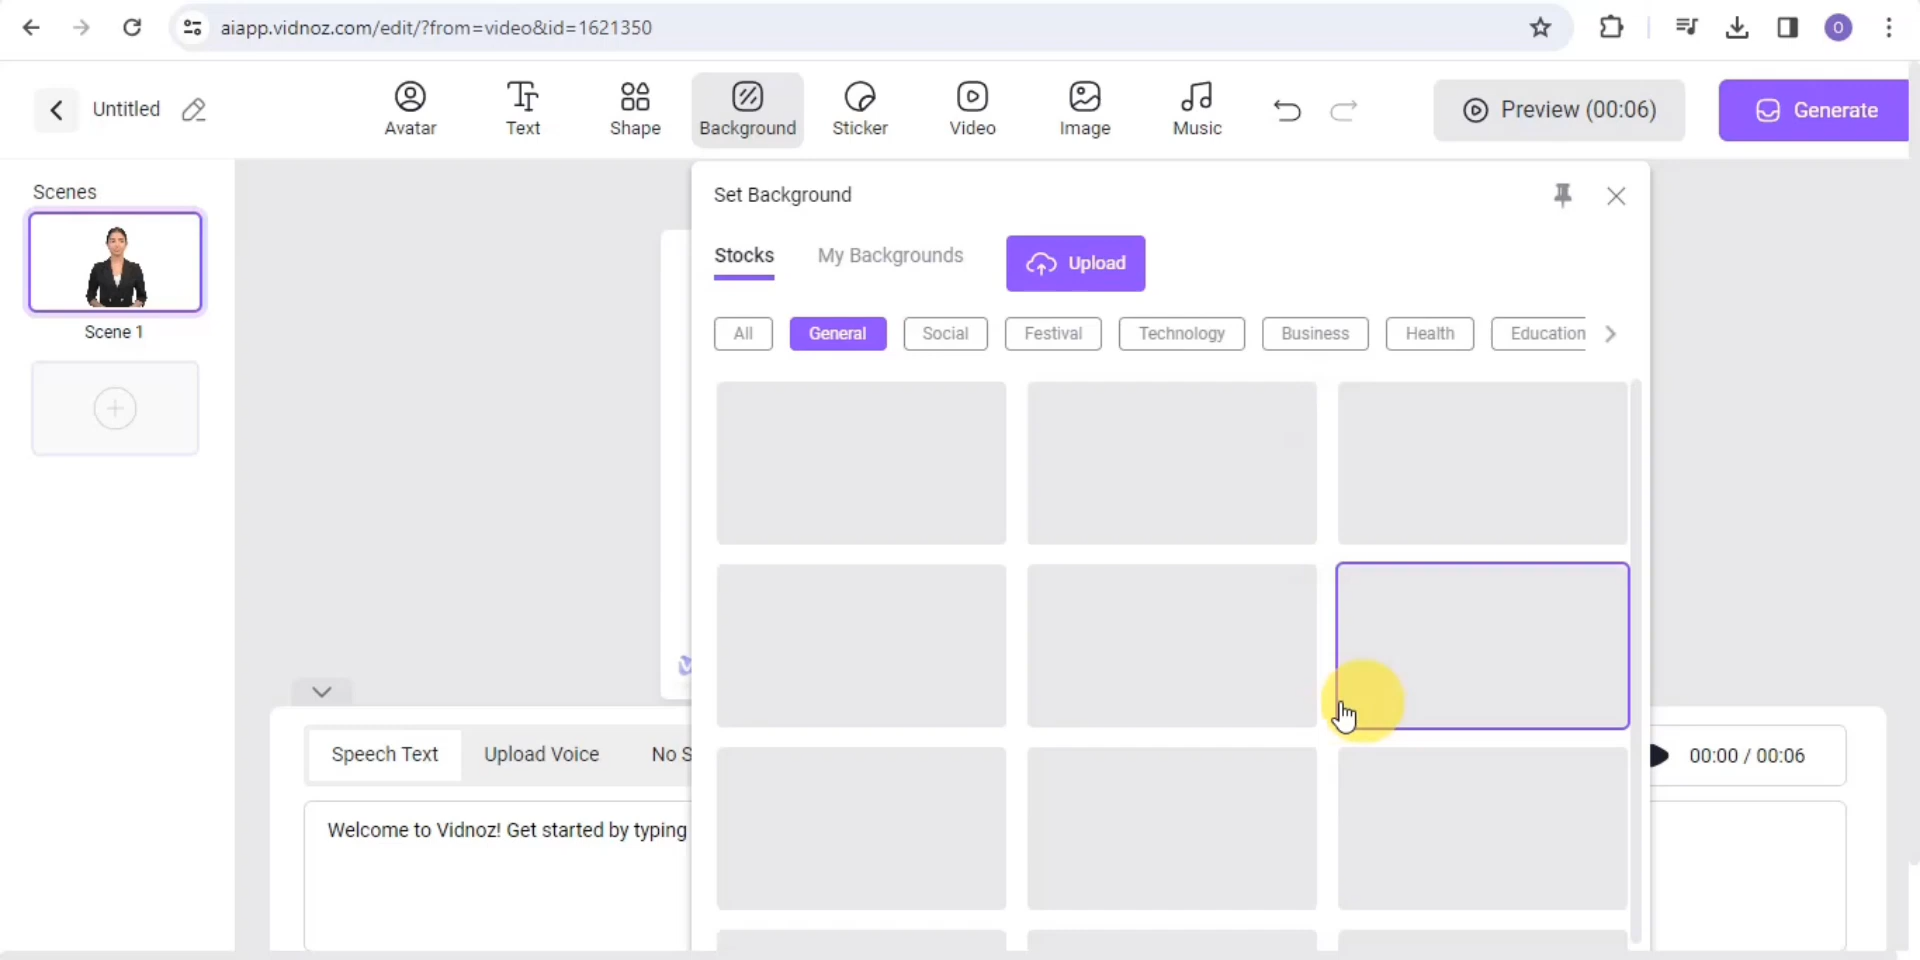 aiapp.vidnoz.com/edit/?from=video&id=1621350
O
Untitled
Avatar
Text
Shape
Background
Sticker
Video
Image
Music
Preview (00:06)
Generate
Scenes
Scene 1
Set Background
Stocks
My Backgrounds
Upload
All
General
Social
Festival
Technology
Business
Health
Education
Speech Text
Upload Voice
No S
00:00 / 00:06
Welcome to Vidnoz! Get started by typing